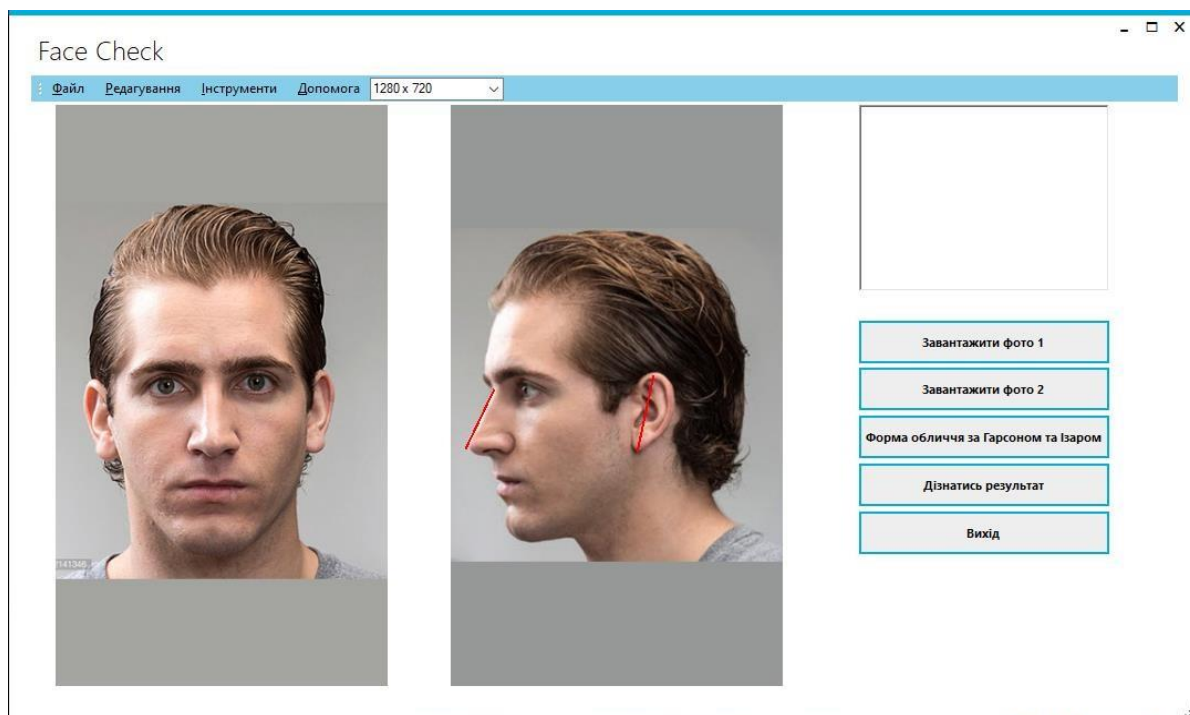 Face Check
Файл Редагування Інструменти Допомога 1280 x 720
Завантажити фото 1
Завантажити фото 2
Форма обличчя за Гарсоном та Ізаром
Дізнатись результат
Вихід
7141346